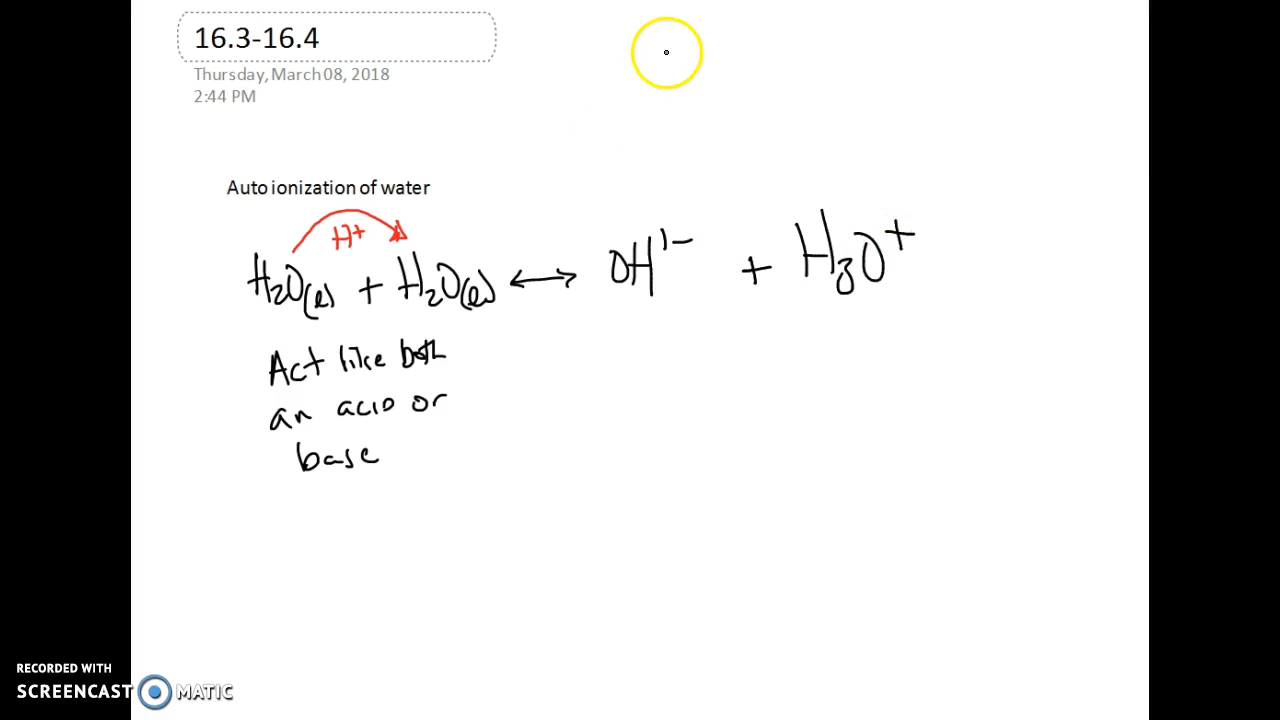 16.3-16.4
Thursday, March 08, 2018
2:44 PM
Auto ionization of water
H+
H₂O(l) + H₂O(l) ⟷ OH¹⁻ + H₃O⁺
Act like both
an acid or
base
RECORDED WITH
SCREENCAST MATIC